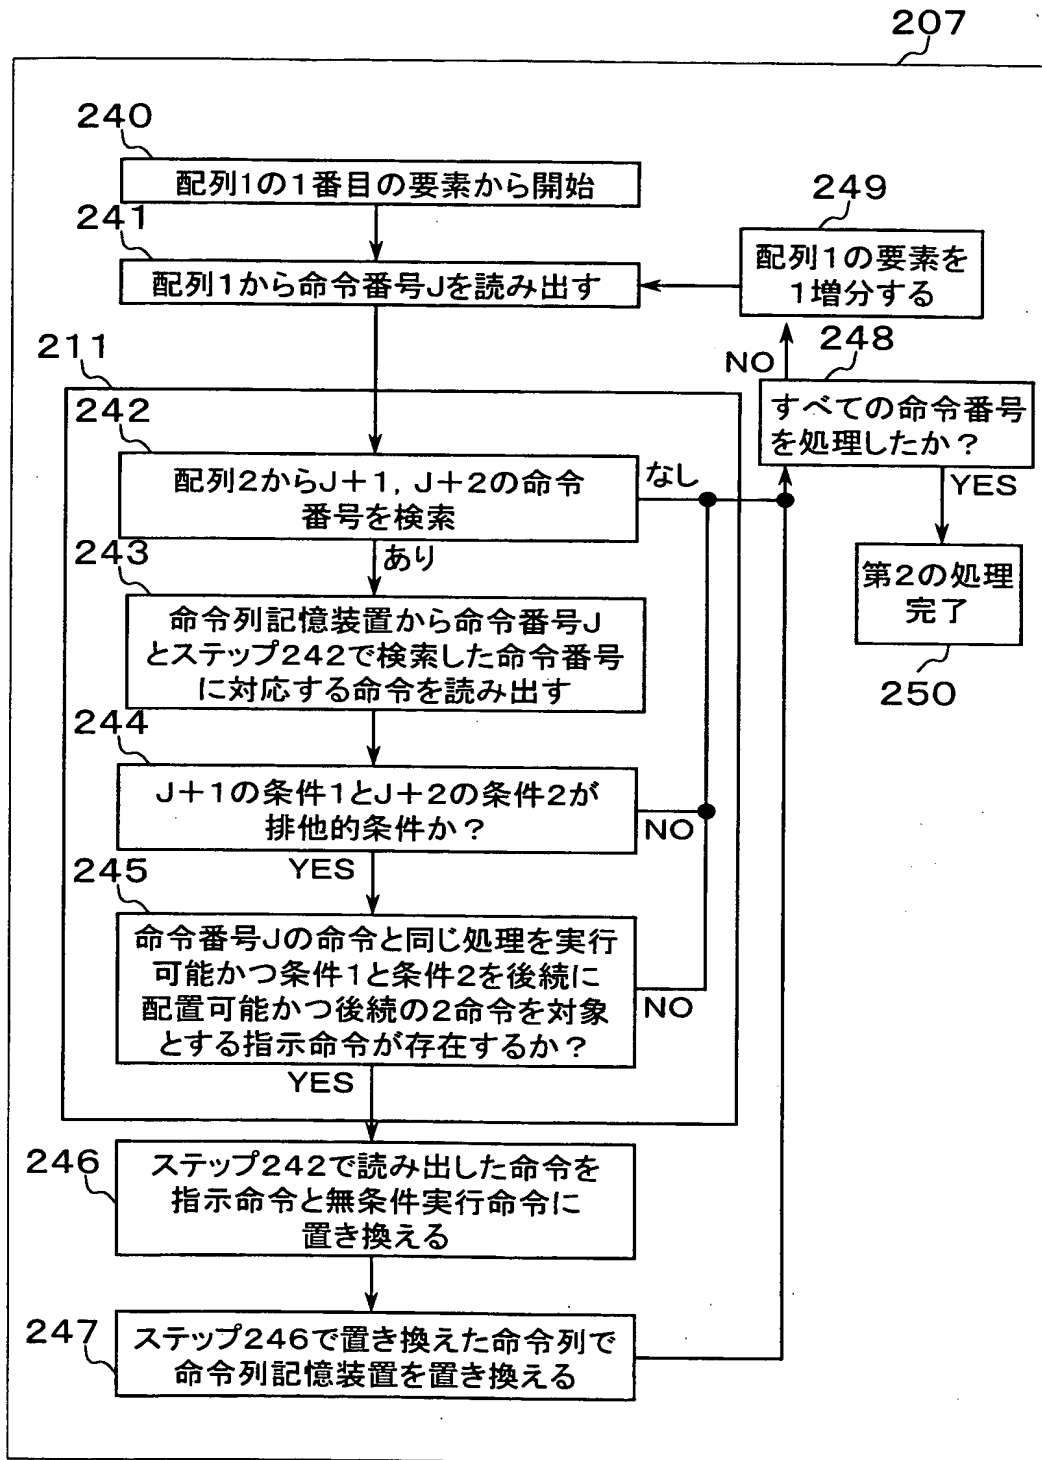 207
240
配列1の1番目の要素から開始
241
配列1から命令番号Jを読み出す
249
配列1の要素を
1増分する
248
NO
すべての命令番号
を処理したか？
YES
第2の処理
完了
250
211
242
配列2からJ+1, J+2の命令
番号を検索
なし
あり
243
命令列記憶装置から命令番号J
とステップ242で検索した命令番号
に対応する命令を読み出す
244
J+1の条件1とJ+2の条件2が
排他的条件か？
NO
YES
245
命令番号Jの命令と同じ処理を実行
可能かつ条件1と条件2を後続に
配置可能かつ後続の2命令を対象
とする指示命令が存在するか？
NO
YES
246
ステップ242で読み出した命令を
指示命令と無条件実行命令に
置き換える
247
ステップ246で置き換えた命令列で
命令列記憶装置を置き換える